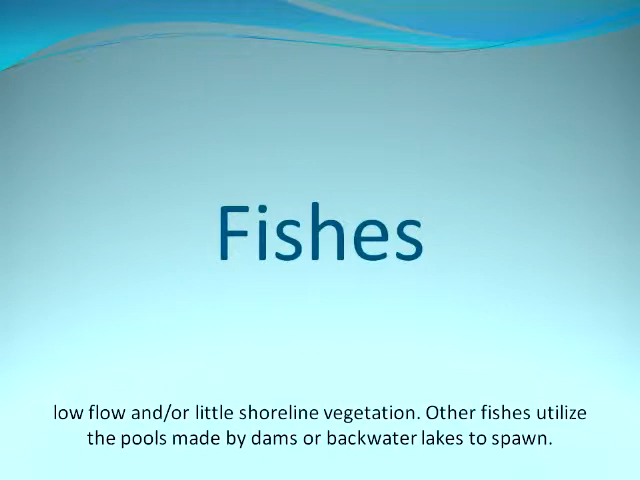 Fishes
low flow and/or little shoreline vegetation. Other fishes utilize
the pools made by dams or backwater lakes to spawn.